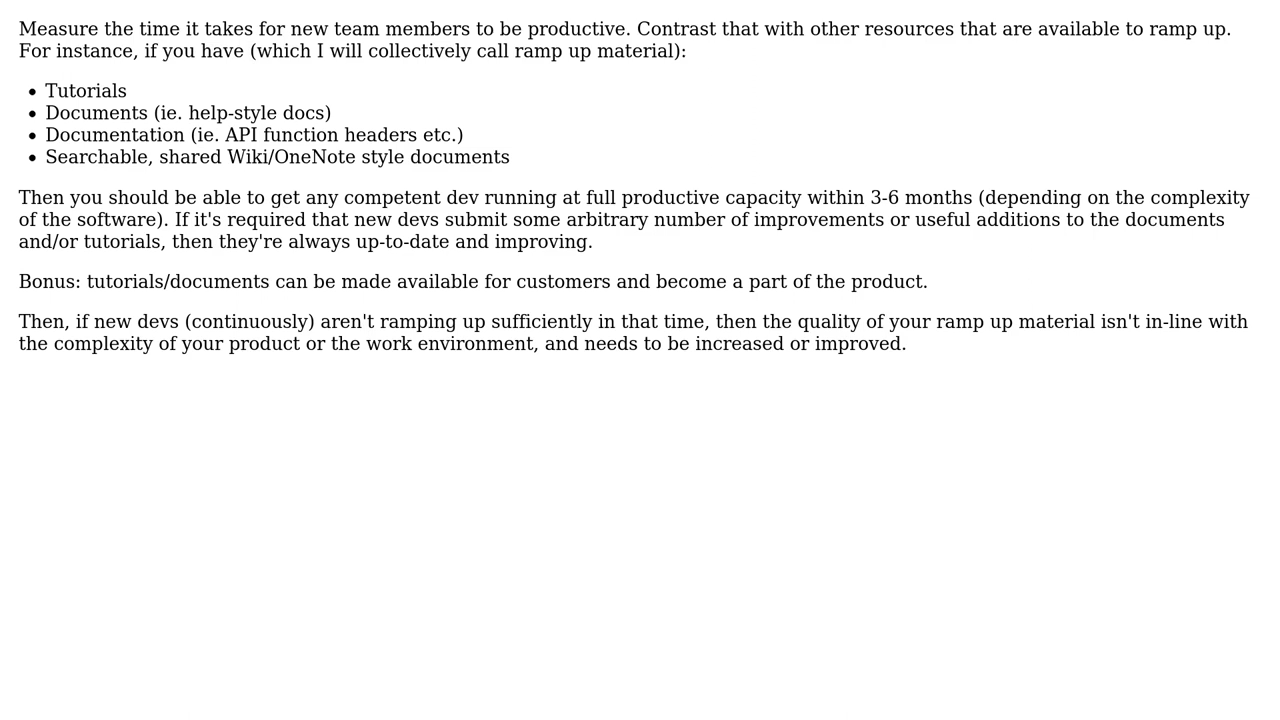 Measure the time it takes for new team members to be productive. Contrast that with other resources that are available to ramp up.
For instance, if you have (which I will collectively call ramp up material):
• Tutorials
• Documents (ie. help-style docs)
• Documentation (ie. API function headers etc.)
• Searchable, shared Wiki/OneNote style documents
Then you should be able to get any competent dev running at full productive capacity within 3-6 months (depending on the complexity
of the software). If it's required that new devs submit some arbitrary number of improvements or useful additions to the documents
and/or tutorials, then they're always up-to-date and improving.
Bonus: tutorials/documents can be made available for customers and become a part of the product.
Then, if new devs (continuously) aren't ramping up sufficiently in that time, then the quality of your ramp up material isn't in-line with
the complexity of your product or the work environment, and needs to be increased or improved.